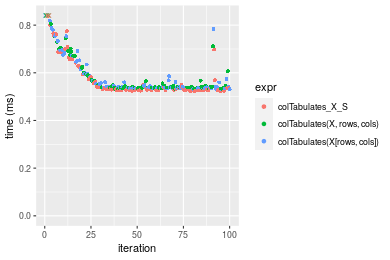 0.8
0.6
0.4
0.2
0.0
time (ms)
0
25
50
75
100
iteration
expr
colTabulates_X_S
colTabulates(X, rows, cols)
colTabulates(X[rows, cols])